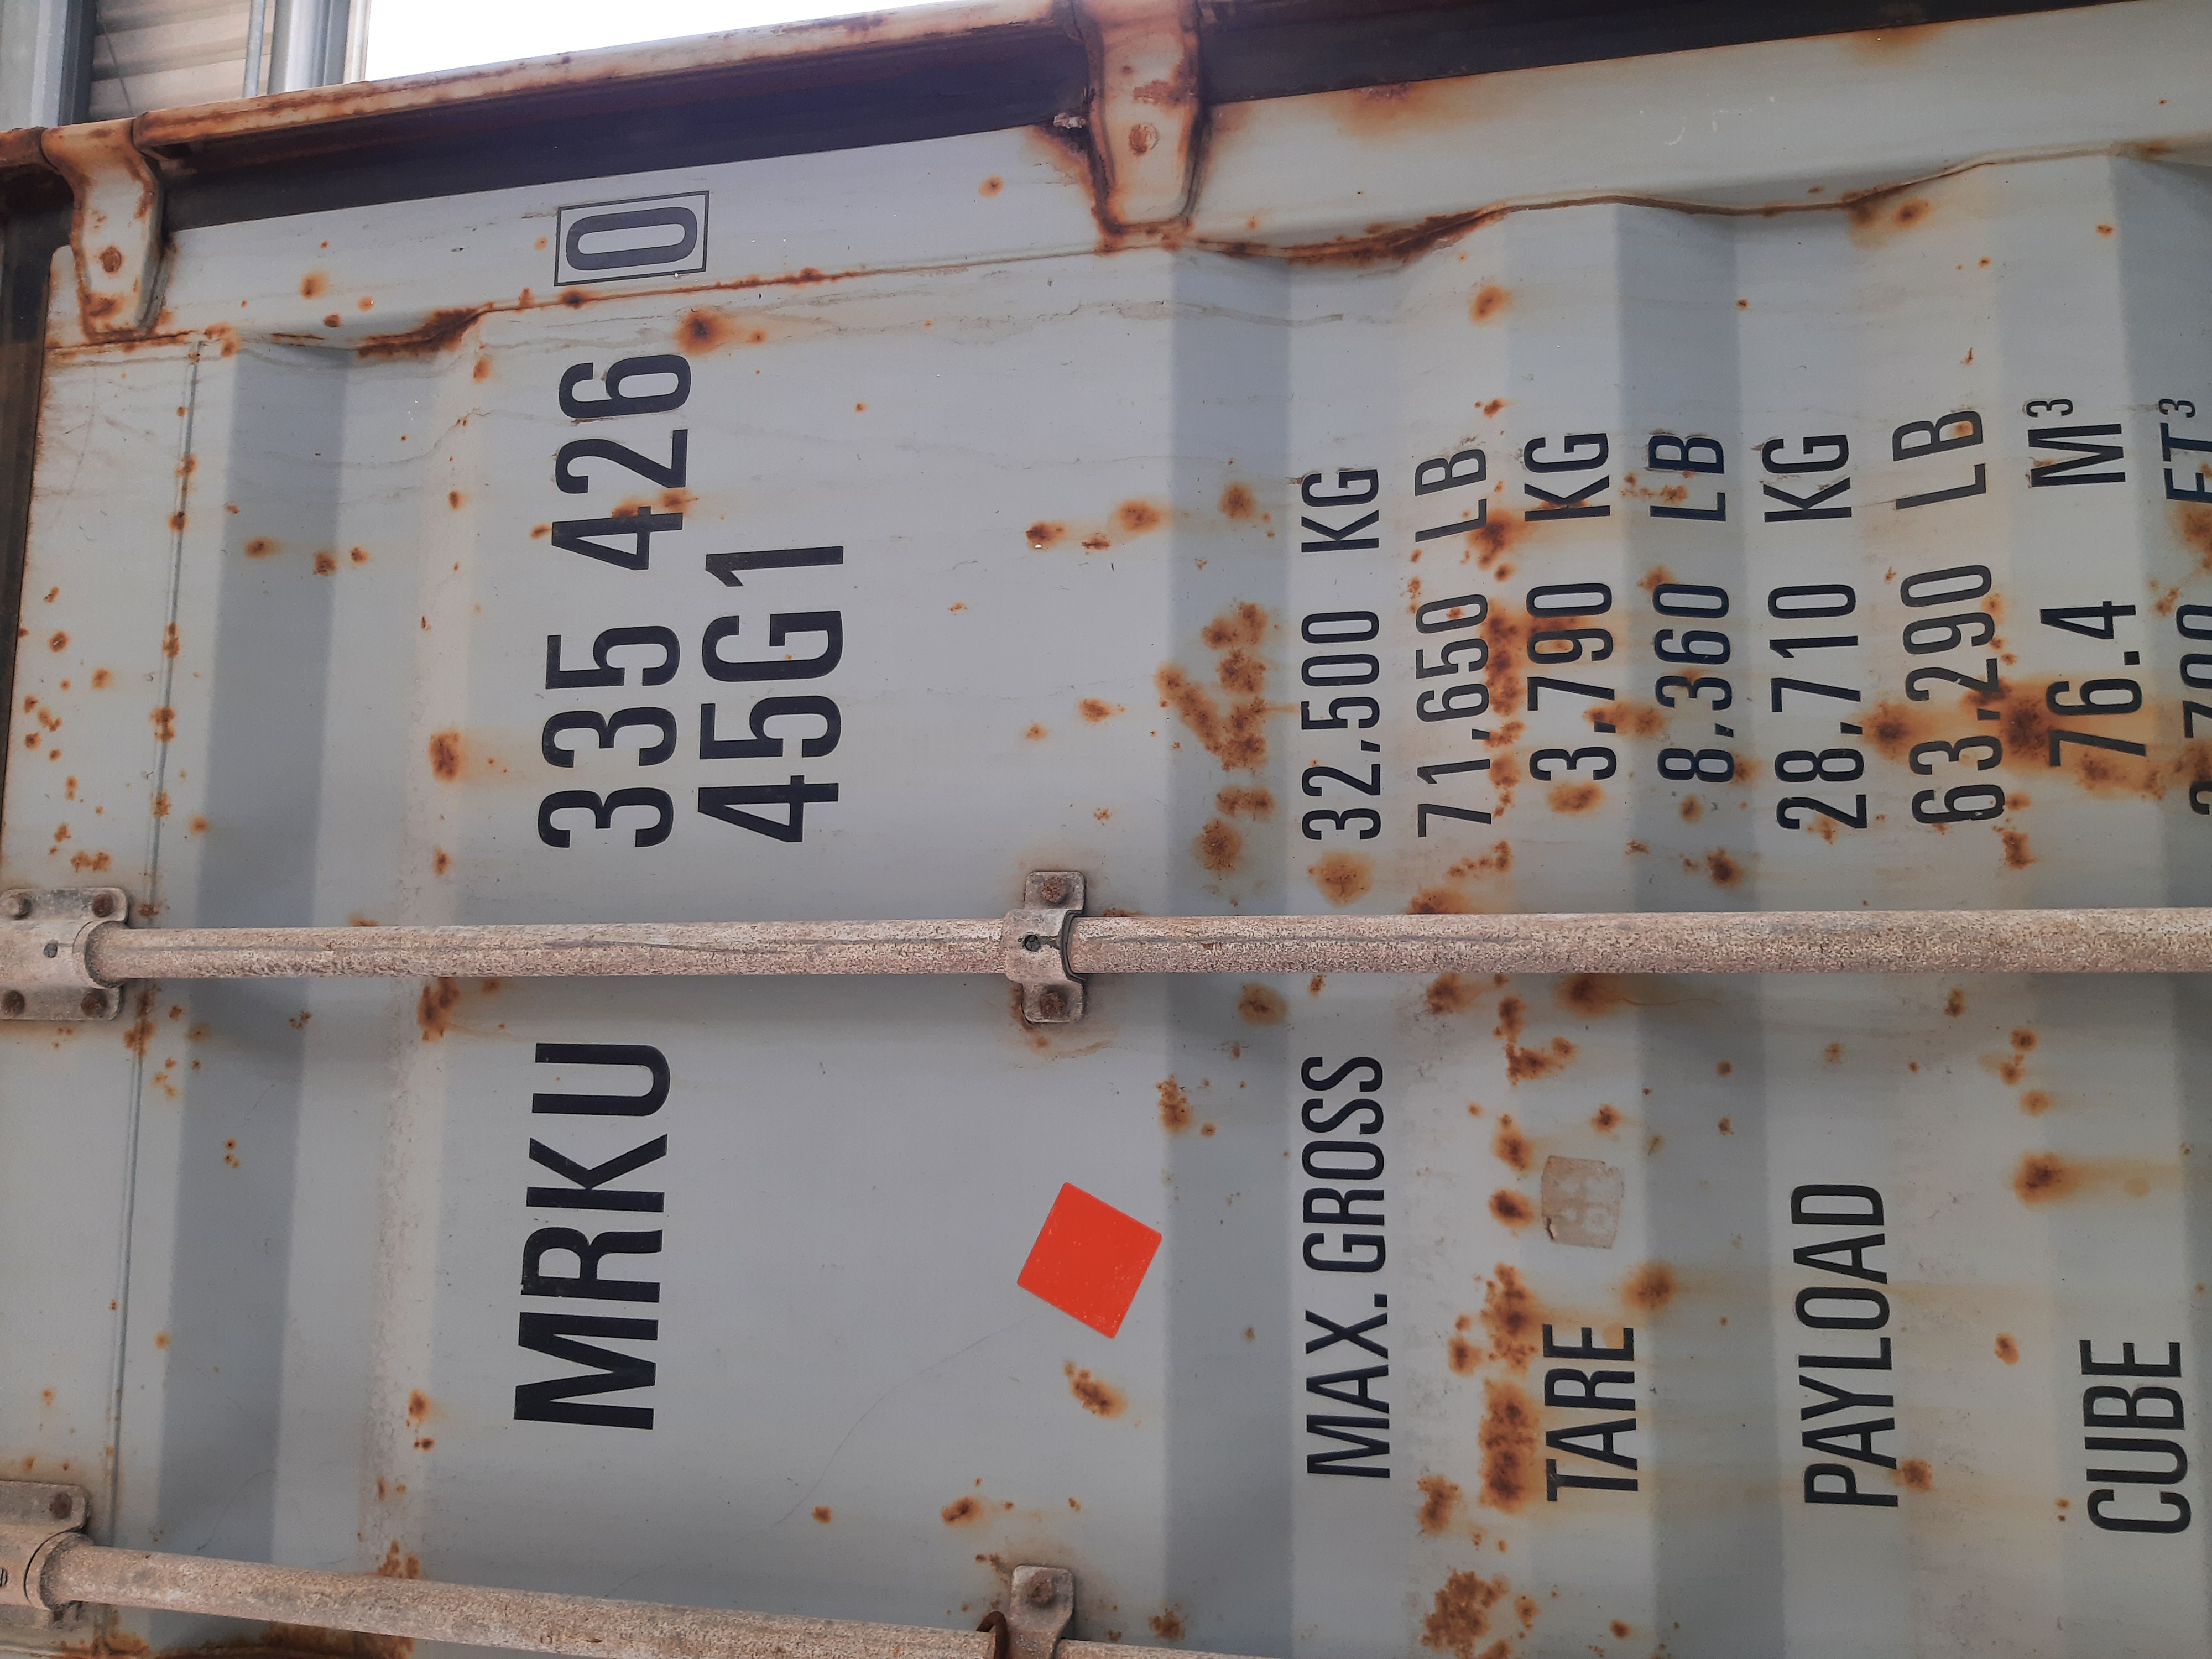 MRKU 335 426 0
45G1
MAX. GROSS 32,500 KG
71,650 LB
TARE 3,790 KG
8,360 LB
PAYLOAD 28,710 KG
63,290 LB
CUBE 76.4 M³
FT³